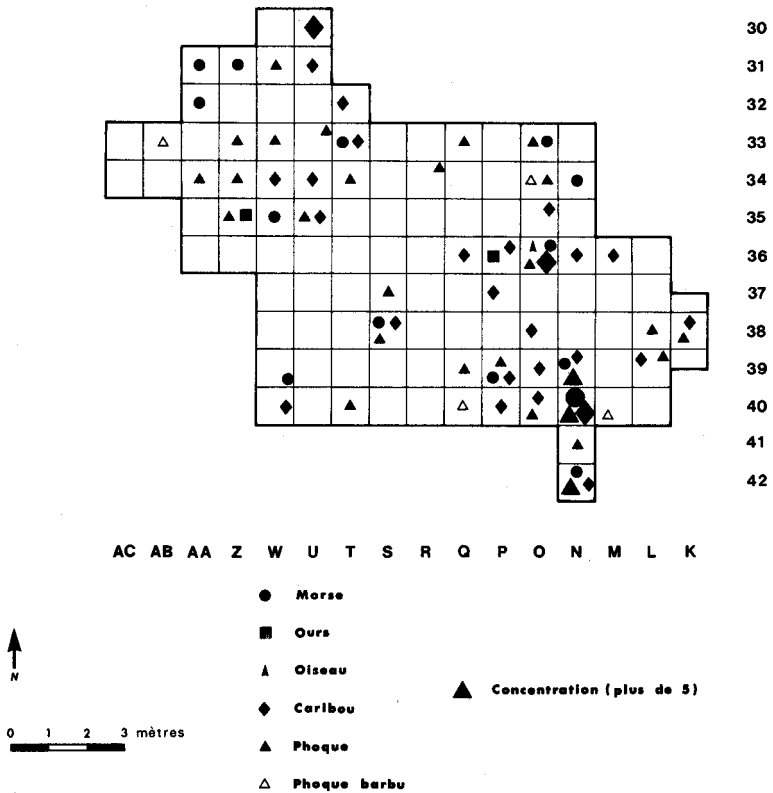 30
31
32
33
34
35
36
37
38
39
40
41
42
AC AB AA Z W U T S R Q P O N M L K
Morse
Ours
Oiseau
Caribou
Phoque
Phoque barbu
Concentration (plus de 5)
N
0 1 2 3 mètres